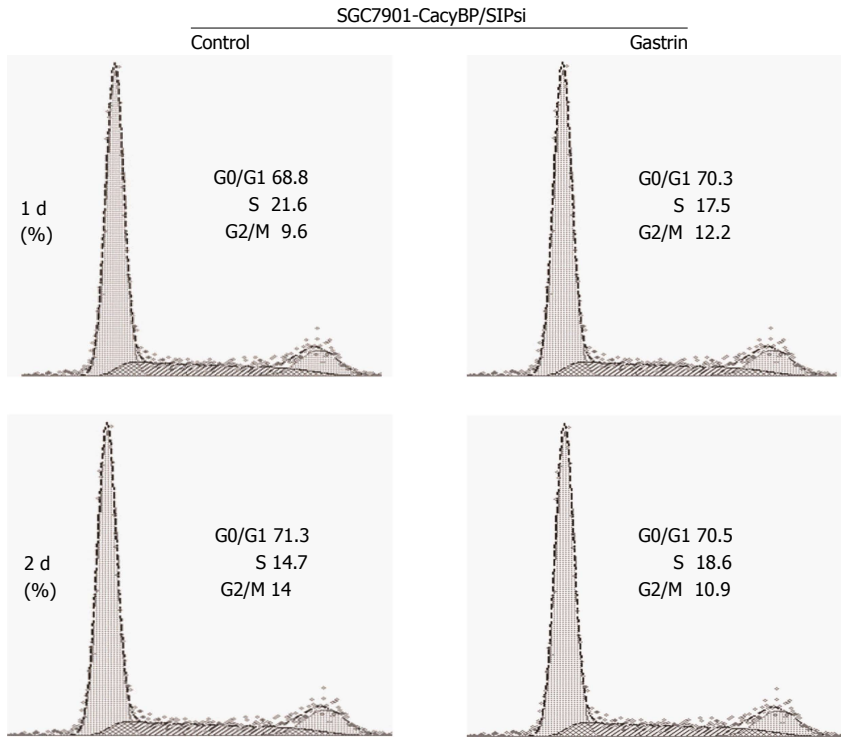 SGC7901-CacyBP/SIPsi
Control
Gastrin
1 d
(%)
G0/G1 68.8
S 21.6
G2/M 9.6
G0/G1 70.3
S 17.5
G2/M 12.2
2 d
(%)
G0/G1 71.3
S 14.7
G2/M 14
G0/G1 70.5
S 18.6
G2/M 10.9